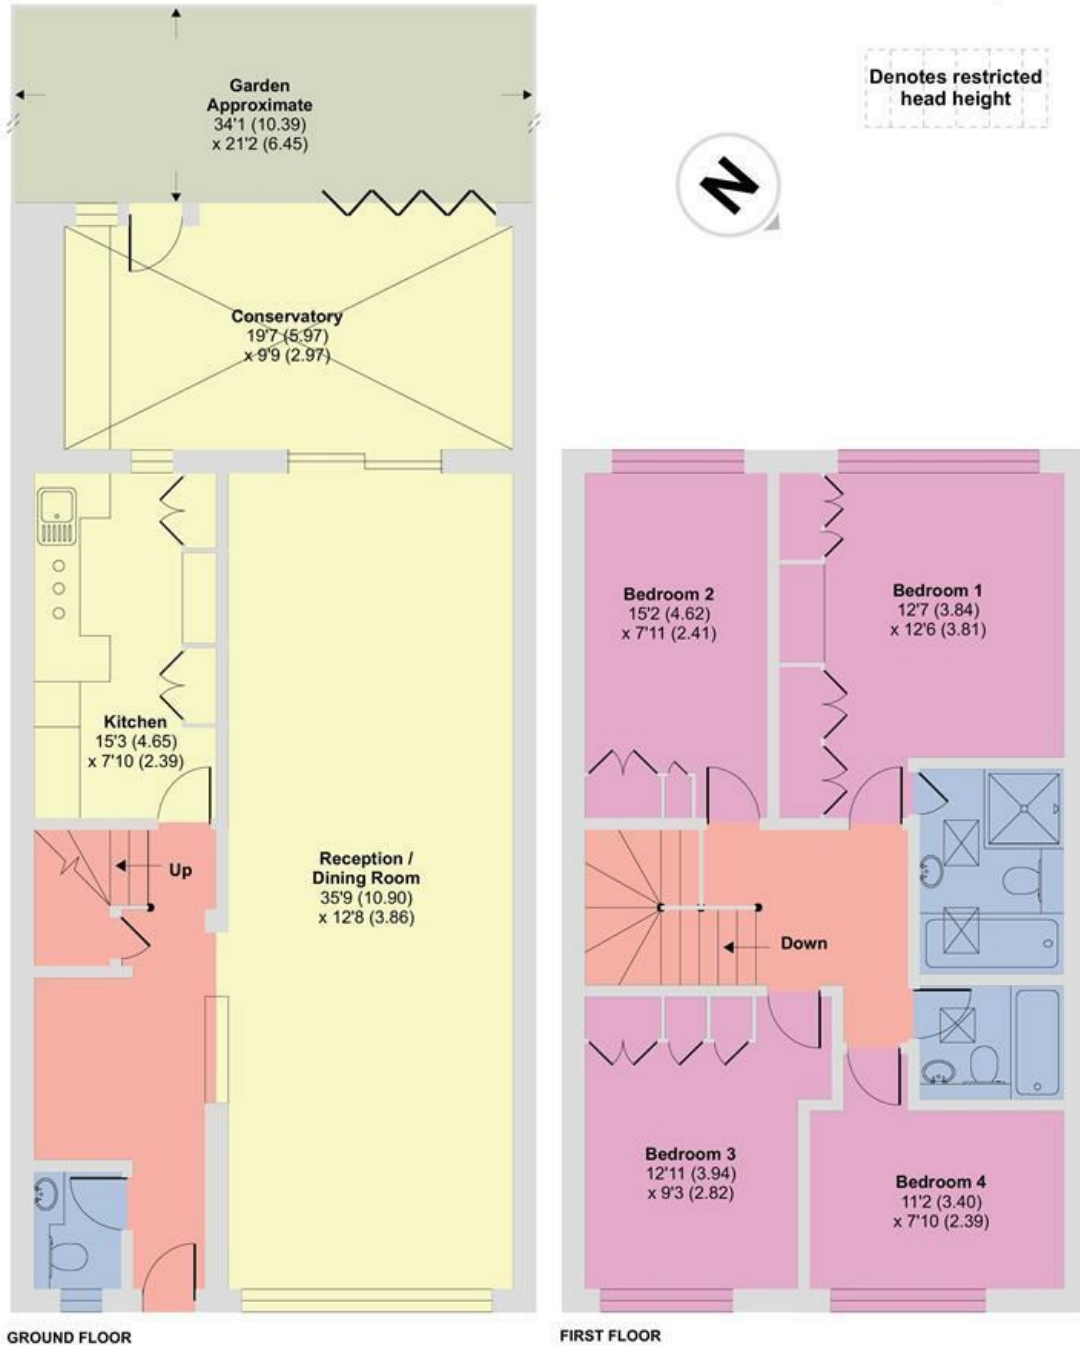 Garden
Approximate
34'1 (10.39)
x 21'2 (6.45)
Denotes restricted
head height
N
Conservatory
19'7 (5.97)
x 9'9 (2.97)
Kitchen
15'3 (4.65)
x 7'10 (2.39)
Up
Reception /
Dining Room
35'9 (10.90)
x 12'8 (3.86)
GROUND FLOOR
Bedroom 2
15'2 (4.62)
x 7'11 (2.41)
Bedroom 1
12'7 (3.84)
x 12'6 (3.81)
Down
Bedroom 3
12'11 (3.94)
x 9'3 (2.82)
Bedroom 4
11'2 (3.40)
x 7'10 (2.39)
FIRST FLOOR